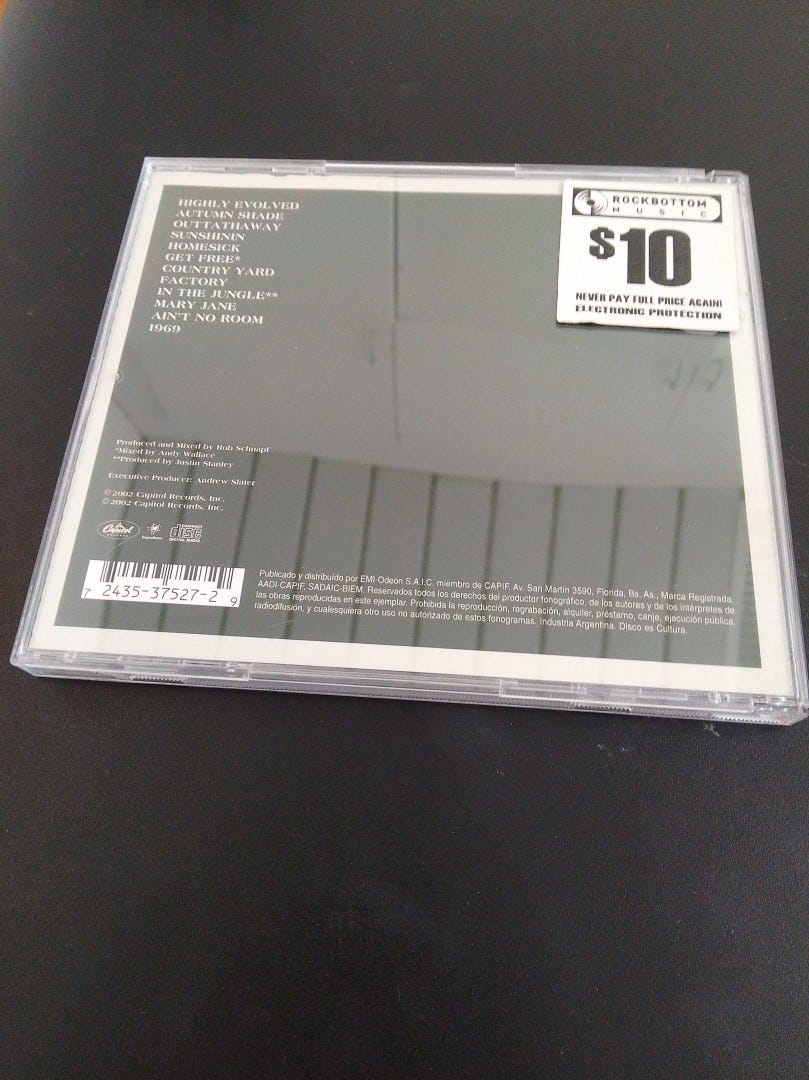 HIGHLY EVOLVED
AUTUMN SHADE
OUTTATHAWAY
SUNSHININ
HOMESICK
GET FREE*
COUNTRY YARD
FACTORY
IN THE JUNGLE**
MARY JANE
AIN'T NO ROOM
1969
ROCKBOTTOM
MUSIC
$10
NEVER PAY FULL PRICE AGAIN!
ELECTRONIC PROTECTION
Produced and Mixed by Rob Schnapf
*Mixed by Andy Wallace
**Produced by Justin Stanley
Executive Producer: Andrew Slater
℗2002 Capitol Records, Inc.
©2002 Capitol Records, Inc.
Capitol
COMPACT
disc
DIGITAL AUDIO
7 2435-37527-2 9
Publicado y distribuido por EMI-Odeon S.A.I.C. miembro de CAPIF. Av. San Martín 3590, Florida, Bs. As., Marca Registrada.
AADI-CAPIF, SADAIC-BIEM. Reservados todos los derechos del productor fonográfico, de los autores y de los intérpretes de
las obras reproducidas en este ejemplar. Prohibida la reproducción, regrabación, alquiler, préstamo, canje, ejecución pública,
radiodifusión, y cualesquiera otro uso no autorizado de estos fonogramas. Industria Argentina. Disco es Cultura.